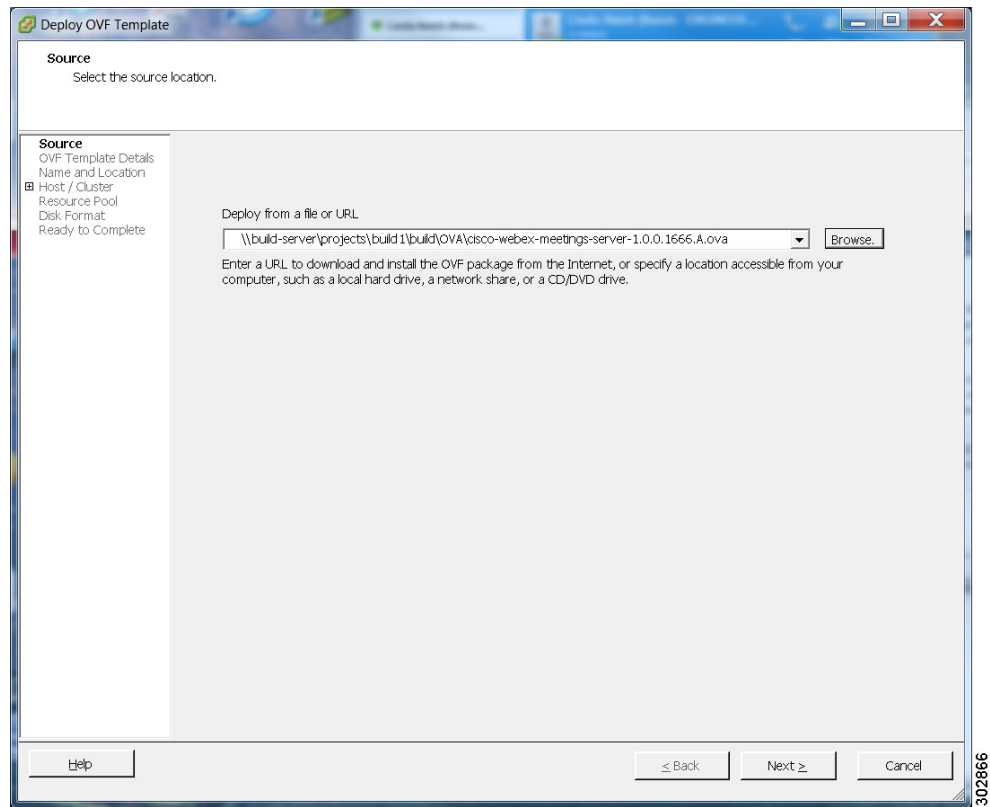 Deploy OVF Template
Source
Select the source location.
Source
OVF Template Details
Name and Location
Host / Cluster
Resource Pool
Disk Format
Ready to Complete
Deploy from a file or URL
\\build-server\projects\build1\build\OVA\cisco-webex-meetings-server-1.0.0.1666.A.ova
Browse.
Enter a URL to download and install the OVF package from the Internet, or specify a location accessible from your
computer, such as a local hard drive, a network share, or a CD/DVD drive.
Help
≤ Back
Next ≥
Cancel
302866